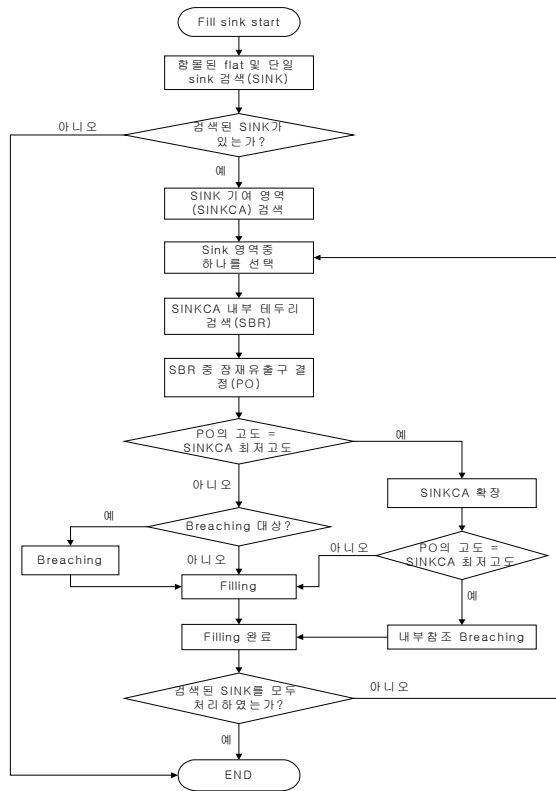 Fill sink start
함몰된 flat 및 단일
sink 검색(SINK)
아니오
검색된 SINK가
있는가?
예
SINK 기여 영역
(SINKCA) 검색
Sink 영역중
하나를 선택
SINKCA 내부 테두리
검색(SBR)
SBR 중 잠재유출구 결
정(PO)
PO의 고도 =
SINKCA 최저고도
예
아니오
SINKCA 확장
예
Breaching 대상?
아니오
PO의 고도 =
SINKCA 최저고도
Breaching
아니오
Filling
예
Filling 완료
내부참조 Breaching
검색된 SINK를 모두
처리하였는가?
아니오
예
END